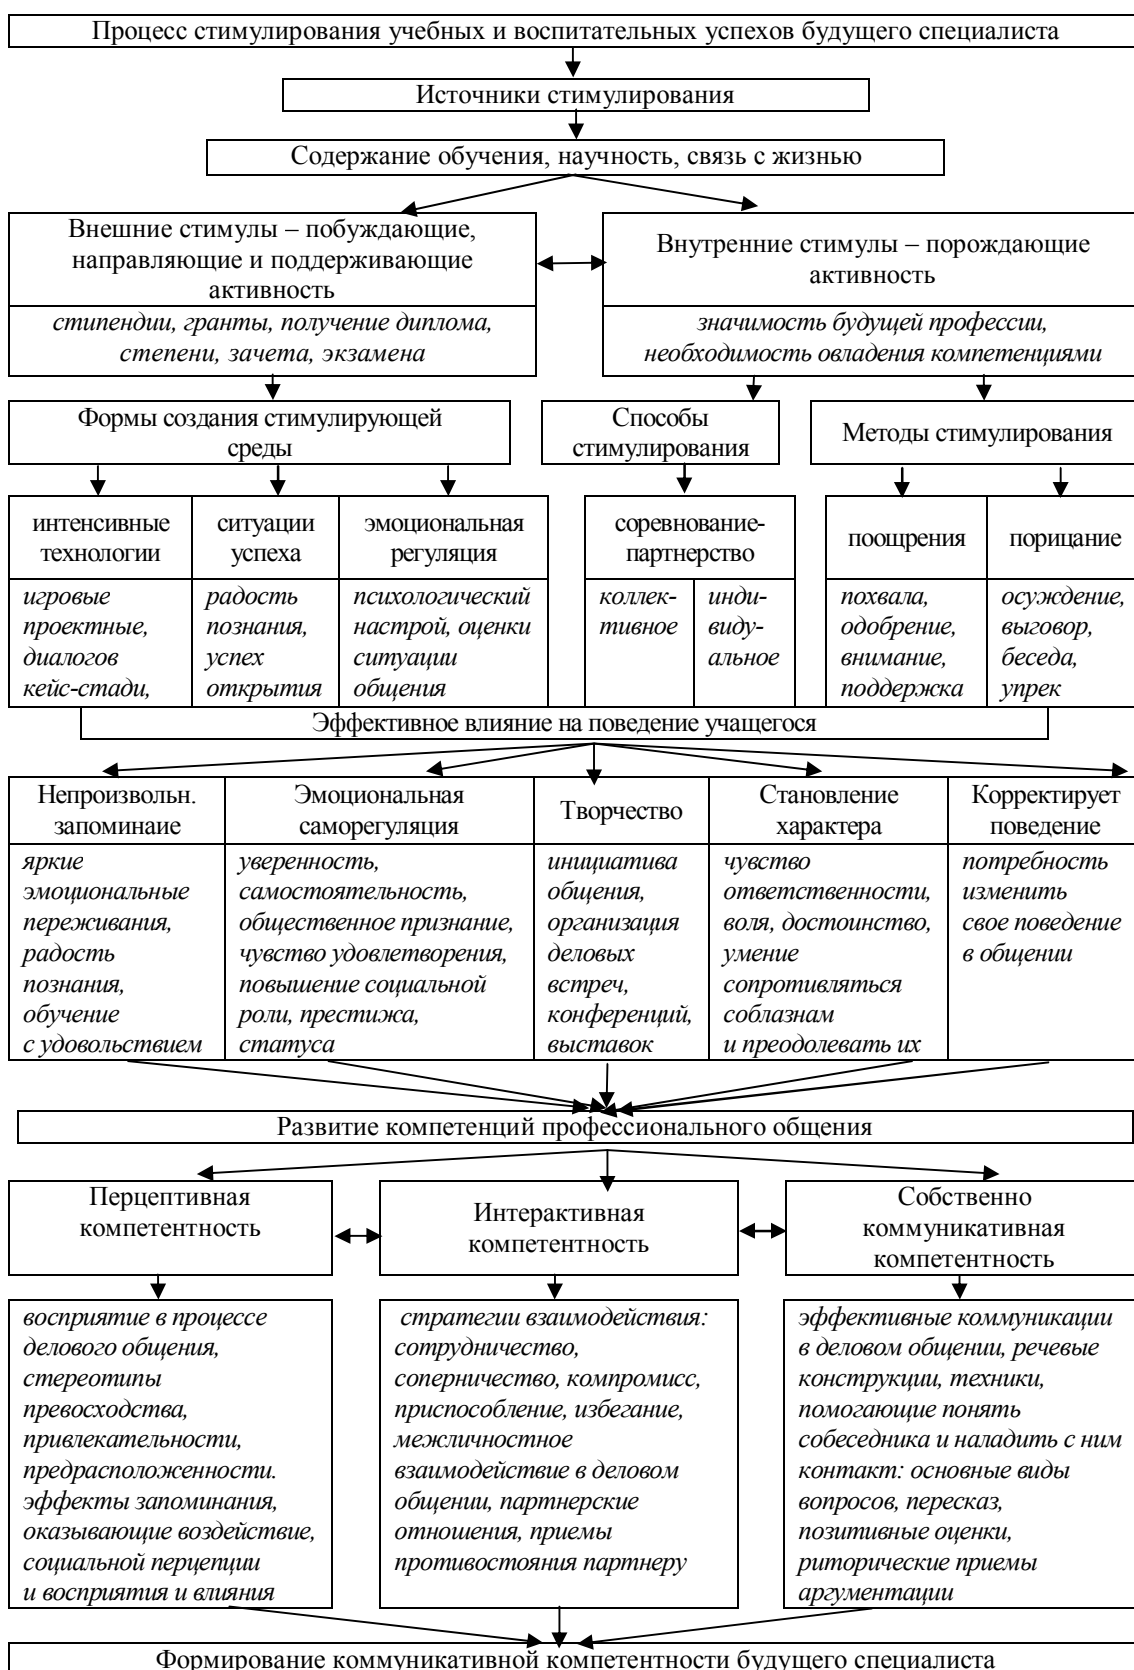 Процесс стимулирования учебных и воспитательных успехов будущего специалиста
Источники стимулирования
Содержание обучения, научность, связь с жизнью
Внешние стимулы – побуждающие,
направляющие и поддерживающие
активность
стипендии, гранты, получение диплома,
степени, зачета, экзамена
Внутренние стимулы – порождающие
активность
значимость будущей профессии,
необходимость овладения компетенциями
Формы создания стимулирующей
среды
Способы
стимулирования
Методы стимулирования
интенсивные
технологии
ситуации
успеха
эмоциональная
регуляция
соревнование-
партнерство
поощрения
порицание
игровые
проектные,
диалогов
кейс-стади,
радость
познания,
успех
открытия
психологический
настрой, оценки
ситуации
общения
коллек-
тивное
инди-
виду-
альное
похвала,
одобрение,
внимание,
поддержка
осуждение,
выговор,
беседа,
упрек
Эффективное влияние на поведение учащегося
Непроизвольн.
запоминаие
Эмоциональная
саморегуляция
Творчество
Становление
характера
Корректирует
поведение
яркие
эмоциональные
переживания,
радость
познания,
обучение
с удовольствием
уверенность,
самостоятельность,
общественное признание,
чувство удовлетворения,
повышение социальной
роли, престижа,
статуса
инициатива
общения,
организация
деловых
встреч,
конференций,
выставок
чувство
ответственности,
воля, достоинство,
умение
сопротивляться
соблазнам
и преодолевать их
потребность
изменить
свое поведение
в общении
Развитие компетенций профессионального общения
Перцептивная
компетентность
Интерактивная
компетентность
Собственно
коммуникативная
компетентность
восприятие в процессе
делового общения,
стереотипы
превосходства,
привлекательности,
предрасположенности.
эффекты запоминания,
оказывающие воздействие,
социальной перцепции
и восприятия и влияния
стратегии взаимодействия:
сотрудничество,
соперничество, компромисс,
приспособление, избегание,
межличностное
взаимодействие в деловом
общении, партнерские
отношения, приемы
противостояния партнеру
эффективные коммуникации
в деловом общении, речевые
конструкции, техники,
помогающие понять
собеседника и наладить с ним
контакт: основные виды
вопросов, пересказ,
позитивные оценки,
риторические приемы
аргументации
Формирование коммуникативной компетентности будущего специалиста